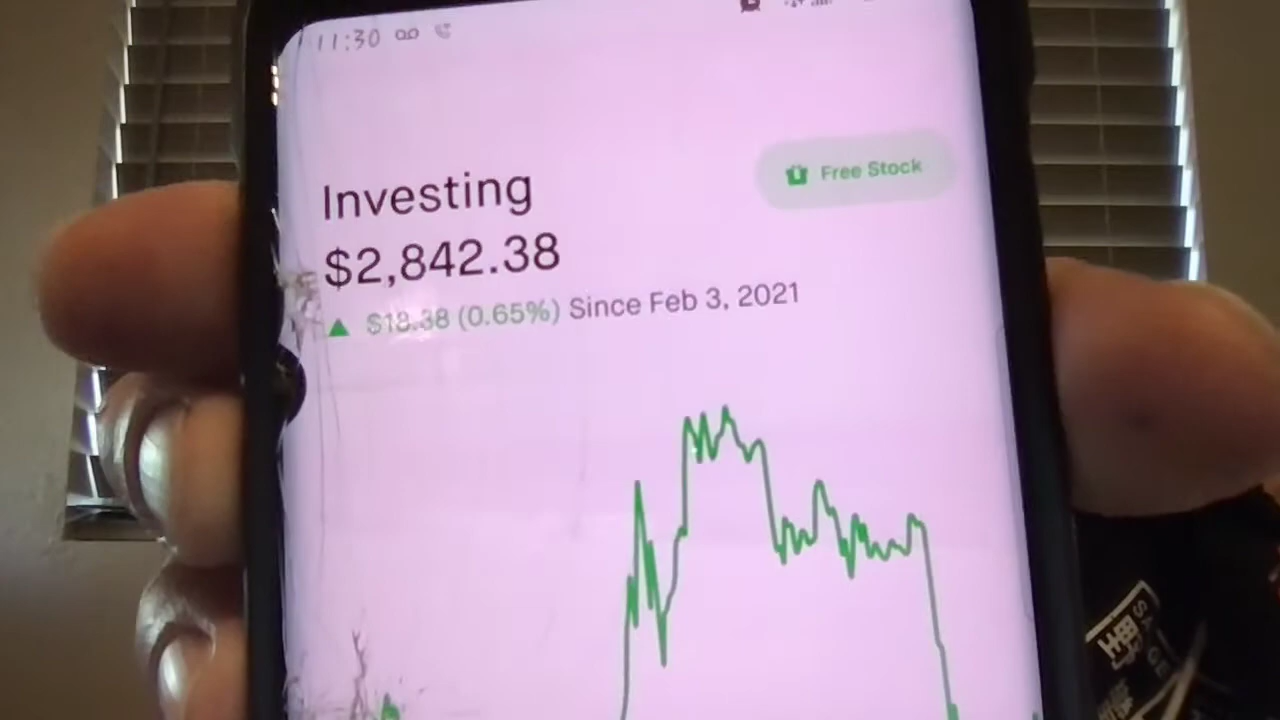 11:30
Free Stock
Investing
$2,842.38
$18.38 (0.65%) Since Feb 3, 2021